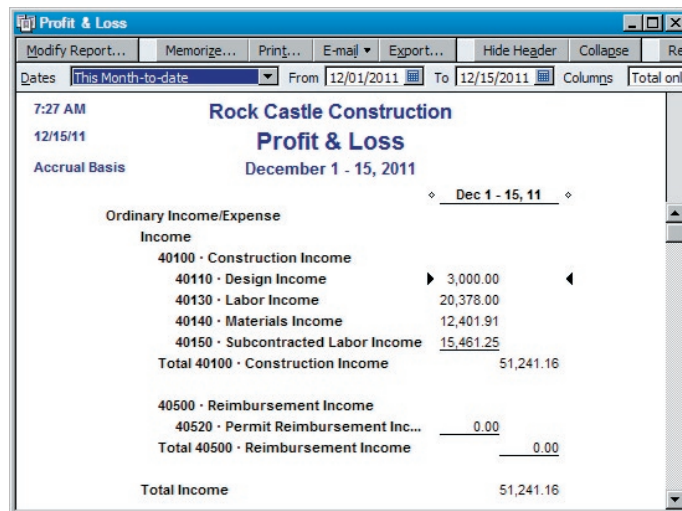 Profit & Loss
Modify Report... Memorize... Print... E-mail Export... Hide Header Collapse Re
Dates This Month-to-date From 12/01/2011 To 12/15/2011 Columns Total onl
7:27 AM Rock Castle Construction
12/15/11 Profit & Loss
Accrual Basis December 1 - 15, 2011
Dec 1 - 15, 11
Ordinary Income/Expense
Income
40100 · Construction Income
40110 · Design Income 3,000.00
40130 · Labor Income 20,378.00
40140 · Materials Income 12,401.91
40150 · Subcontracted Labor Income 15,461.25
Total 40100 · Construction Income 51,241.16
40500 · Reimbursement Income
40520 · Permit Reimbursement Inc... 0.00
Total 40500 · Reimbursement Income 0.00
Total Income 51,241.16